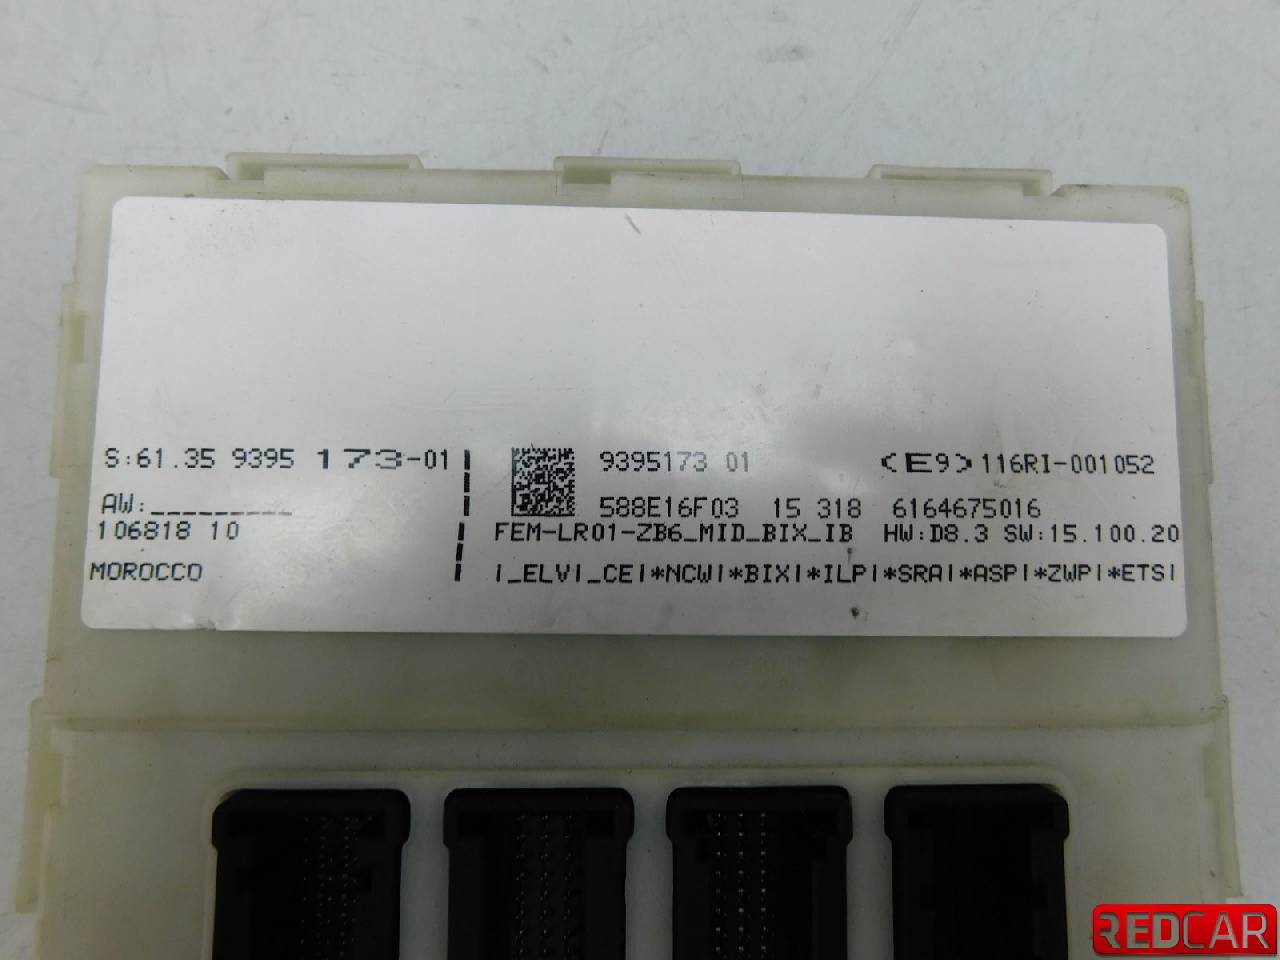 S:61.35 9395 173-01
AW:_________
106818 10
MOROCCO
9395173 01 <E9>116RI-001052
588E16F03 15 318 6164675016
FEM-LR01-ZB6_MID_BIX_IB HW:D8.3 SW:15.100.20
|_ELV|_CE|*NCW|*BIX|*ILP|*SRA|*ASP|*ZWP|*ETS|
REDCAR